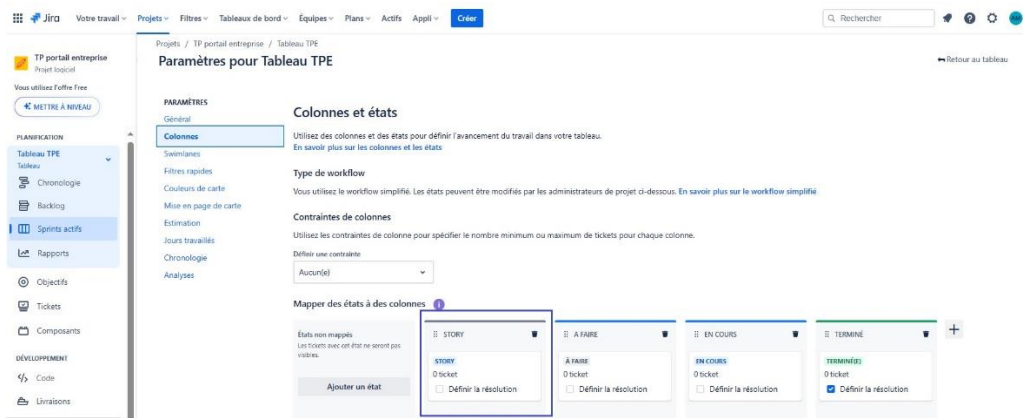 Jira Votre travail Projets Filtres Tableaux de bord Équipes Plans Actifs Appli Créer Rechercher AM
Projets / TP portail entreprise / Tableau TPE
TP portail entreprise
Projet logiciel
Paramètres pour Tableau TPE
Retour au tableau
Vous utilisez l'offre Free
METTRE À NIVEAU
PLANIFICATION
Tableau TPE
Tableau
Chronologie
Backlog
Sprints actifs
Rapports
Objectifs
Tickets
Composants
DÉVELOPPEMENT
Code
Livraisons
PARAMÈTRES
Général
Colonnes
Swimlanes
Filtres rapides
Couleurs de carte
Mise en page de carte
Estimation
Jours travaillés
Chronologie
Analyses
Colonnes et états
Utilisez des colonnes et des états pour définir l'avancement du travail dans votre tableau.
En savoir plus sur les colonnes et les états
Type de workflow
Vous utilisez le workflow simplifié. Les états peuvent être modifiés par les administrateurs de projet ci-dessous. En savoir plus sur le workflow simplifié
Contraintes de colonnes
Utilisez les contraintes de colonne pour spécifier le nombre minimum ou maximum de tickets pour chaque colonne.
Définir une contrainte
Aucun(e)
Mapper des états à des colonnes
États non mappés
Les tickets avec cet état ne seront pas
visibles.
Ajouter un état
STORY
STORY
0 ticket
Définir la résolution
A FAIRE
À FAIRE
0 ticket
Définir la résolution
EN COURS
EN COURS
0 ticket
Définir la résolution
TERMINÉ
TERMINÉ(E)
0 ticket
Définir la résolution